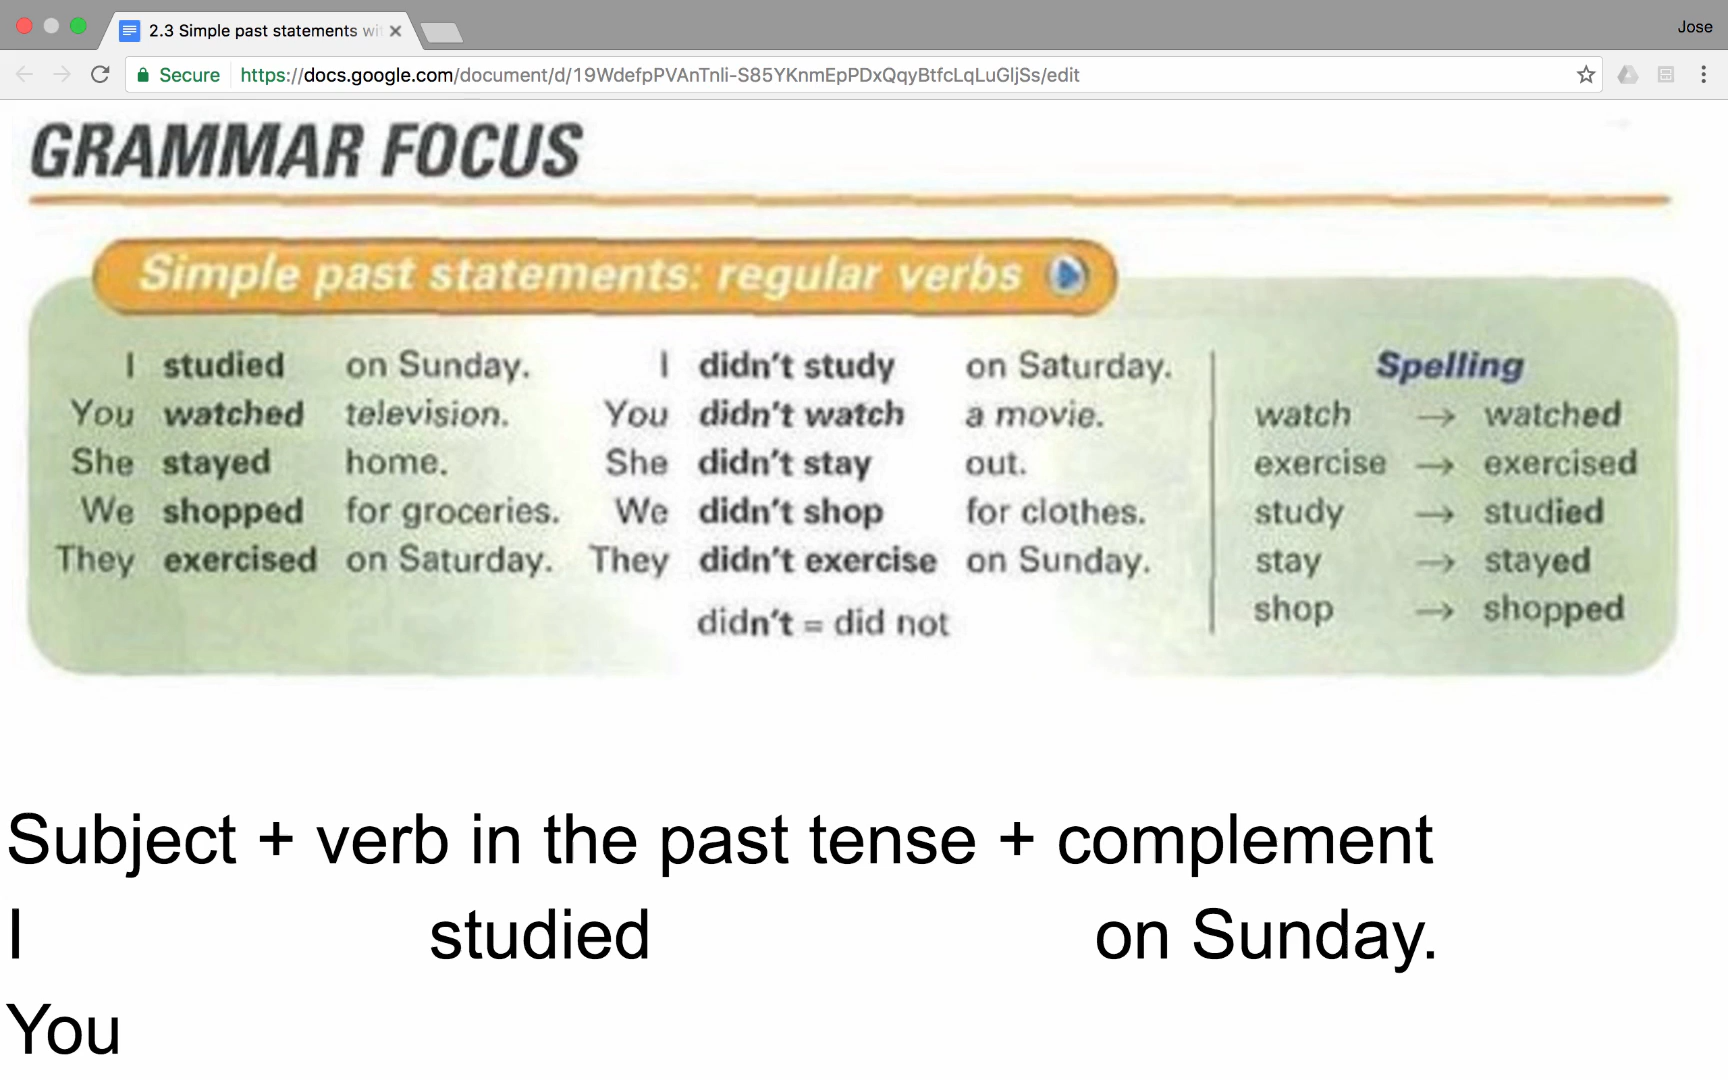 2.3 Simple past statements wi
Jose
Secure https://docs.google.com/document/d/19WdefpPVAnTnli-S85YKnmEpPDxQqyBtfcLqLuGljSs/edit
GRAMMAR FOCUS
Simple past statements: regular verbs
I studied on Sunday. I didn't study on Saturday. Spelling
You watched television. You didn't watch a movie. watch → watched
She stayed home. She didn't stay out. exercise → exercised
We shopped for groceries. We didn't shop for clothes. study → studied
They exercised on Saturday. They didn't exercise on Sunday. stay → stayed
didn't = did not shop → shopped
Subject + verb in the past tense + complement
I studied on Sunday.
You